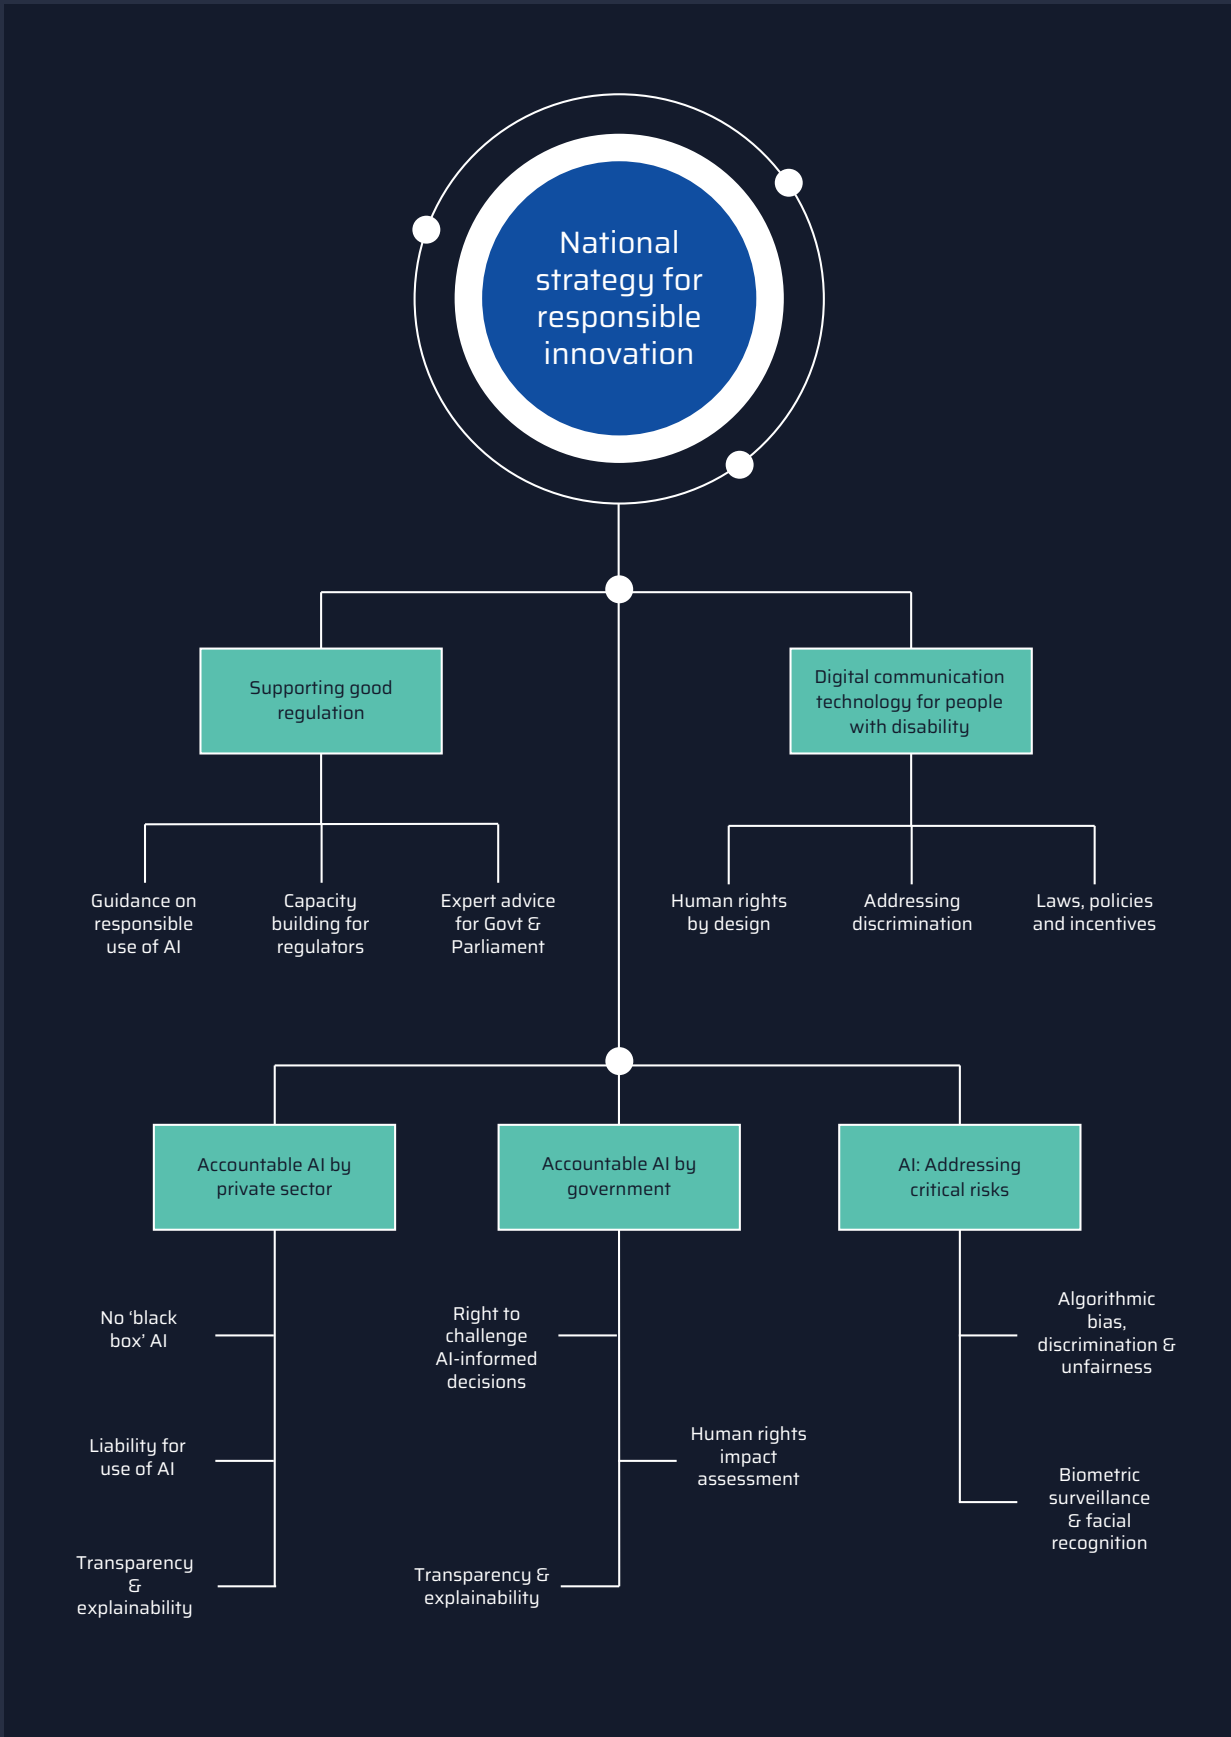 National
strategy for
responsible
innovation
Supporting good
regulation
Digital communication
technology for people
with disability
Guidance on
responsible
use of AI
Capacity
building for
regulators
Expert advice
for Govt &
Parliament
Human rights
by design
Addressing
discrimination
Laws, policies
and incentives
Accountable AI by
private sector
Accountable AI by
government
AI: Addressing
critical risks
No ‘black
box’ AI
Liability for
use of AI
Transparency
&
explainability
Right to
challenge
AI-informed
decisions
Human rights
impact
assessment
Transparency &
explainability
Algorithmic
bias,
discrimination &
unfairness
Biometric
surveillance
& facial
recognition